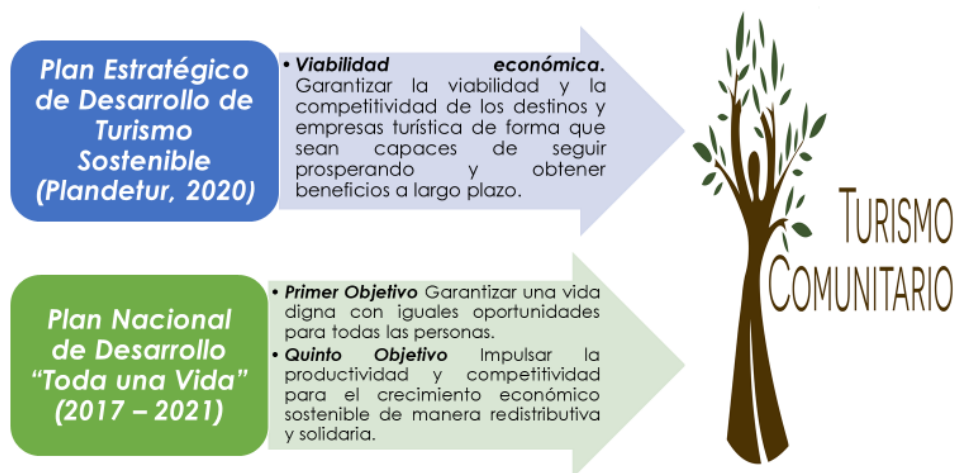 Plan Estratégico
de Desarrollo de
Turismo
Sostenible
(Plandetur, 2020)
• Viabilidad económica.
Garantizar la viabilidad y la
competitividad de los destinos y
empresas turística de forma que
sean capaces de seguir
prosperando y obtener
beneficios a largo plazo.
Plan Nacional
de Desarrollo
“Toda una Vida”
(2017 – 2021)
• Primer Objetivo Garantizar una vida
digna con iguales oportunidades
para todas las personas.
• Quinto Objetivo Impulsar la
productividad y competitividad
para el crecimiento económico
sostenible de manera redistributiva
y solidaria.
TURISMO
COMUNITARIO